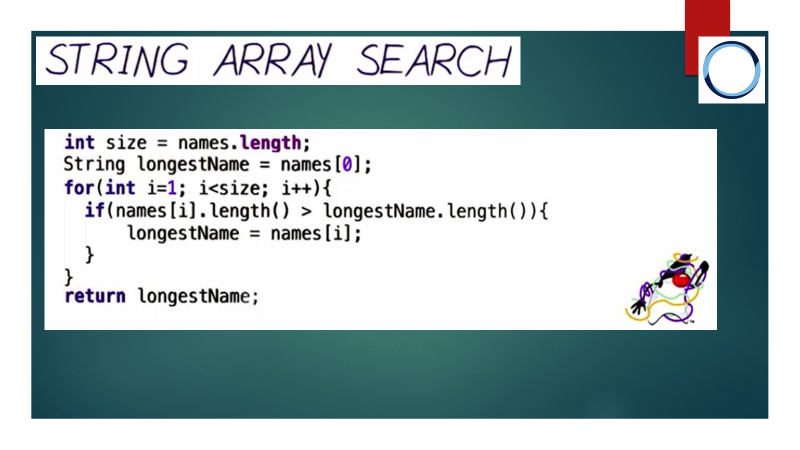 STRING ARRAY SEARCH
int size = names.length;
String longestName = names[0];
for(int i=1; i<size; i++){
if(names[i].length() > longestName.length()){
longestName = names[i];
}
}
return longestName;